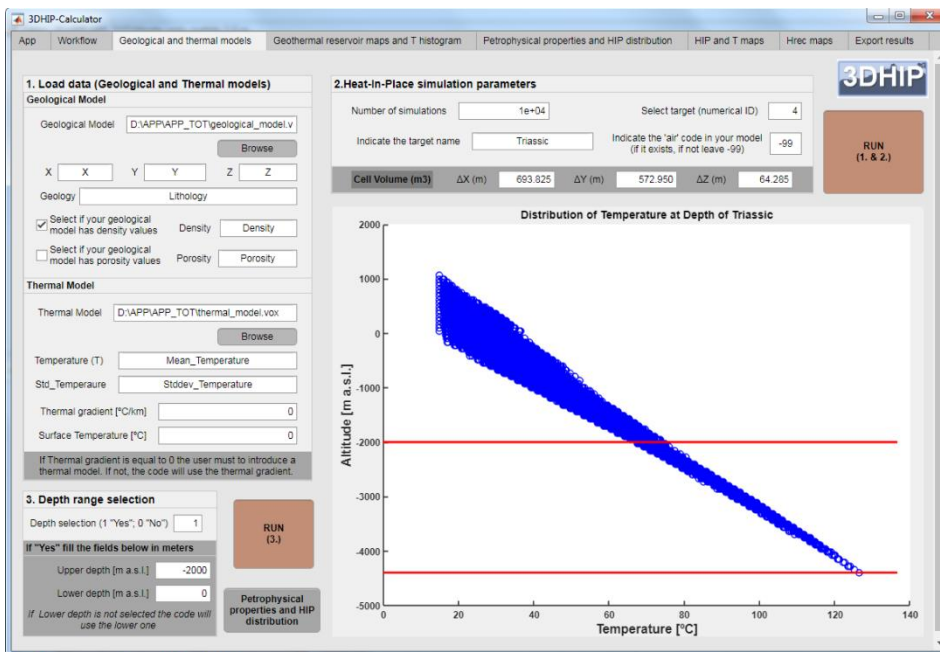 3DHIP-Calculator
App Workflow Geological and thermal models Geothermal reservoir maps and T histogram Petrophysical properties and HIP distribution HIP and T maps Hrec maps Export results
1. Load data (Geological and Thermal models)
Geological Model
Geological Model D:\APP\APP_TOT\geological_model.v
Browse
X X Y Y Z Z
Geology Lithology
Select if your geological
model has density values Density Density
Select if your geological
model has porosity values Porosity Porosity
Thermal Model
Thermal Model D:\APP\APP_TOT\thermal_model.vox
Browse
Temperature (T) Mean_Temperature
Std_Temperaure Stddev_Temperature
Thermal gradient [ºC/km] 0
Surface Temperature [ºC] 0
If Thermal gradient is equal to 0 the user must to introduce a
thermal model. If not, the code will use the thermal gradient.
3. Depth range selection
Depth selection (1 "Yes"; 0 "No") 1
If "Yes" fill the fields below in meters
Upper depth [m a.s.l.] -2000
Lower depth [m a.s.l.] 0
if Lower depth is not selected the code will
use the lower one
RUN
(3.)
Petrophysical
properties and HIP
distribution
2.Heat-in-Place simulation parameters
Number of simulations 1e+04 Select target (numerical ID) 4
Indicate the target name Triassic Indicate the 'air' code in your model
(if it exists, if not leave -99) -99
Cell Volume (m3) ΔX (m) 693.825 ΔY (m) 572.950 ΔZ (m) 64.285
3DHIP
RUN
(1. & 2.)
Distribution of Temperature at Depth of Triassic
2000
1000
0
-1000
-2000
-3000
-4000
-5000
Altitude [m a.s.l.]
0 20 40 60 80 100 120 140
Temperature [ºC]